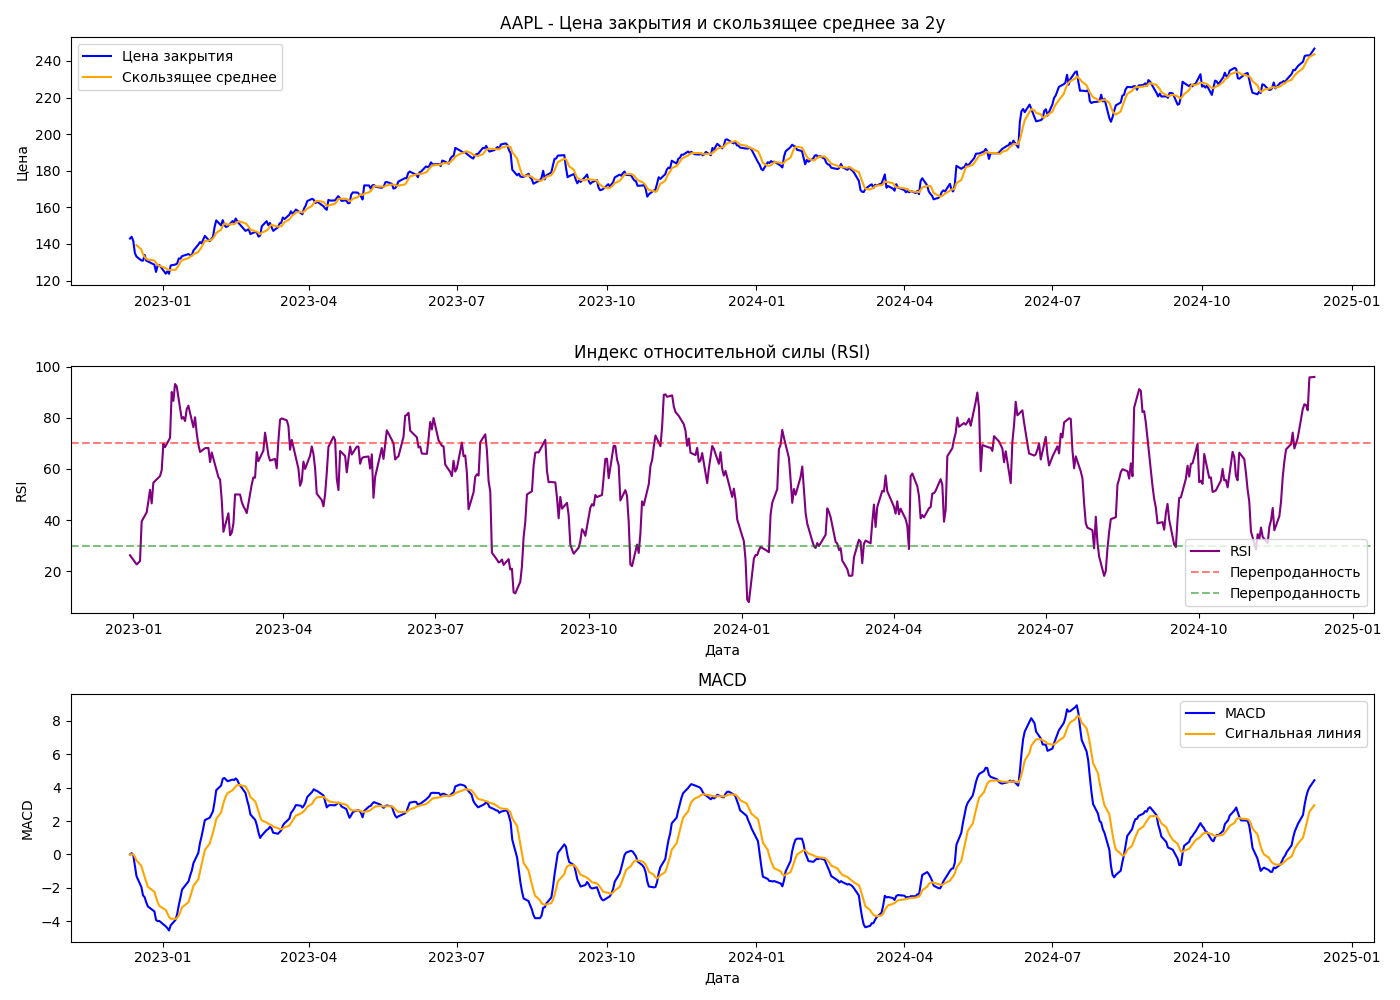 AAPL - Цена закрытия и скользящее среднее за 2y
Цена
240
220
200
180
160
140
120
Цена закрытия
Скользящее среднее
2023-01 2023-04 2023-07 2023-10 2024-01 2024-04 2024-07 2024-10 2025-01
Индекс относительной силы (RSI)
RSI
100
80
60
40
20
RSI
Перепроданность
Перепроданность
2023-01 2023-04 2023-07 2023-10 2024-01 2024-04 2024-07 2024-10 2025-01
Дата
MACD
MACD
8
6
4
2
0
−2
−4
MACD
Сигнальная линия
2023-01 2023-04 2023-07 2023-10 2024-01 2024-04 2024-07 2024-10 2025-01
Дата